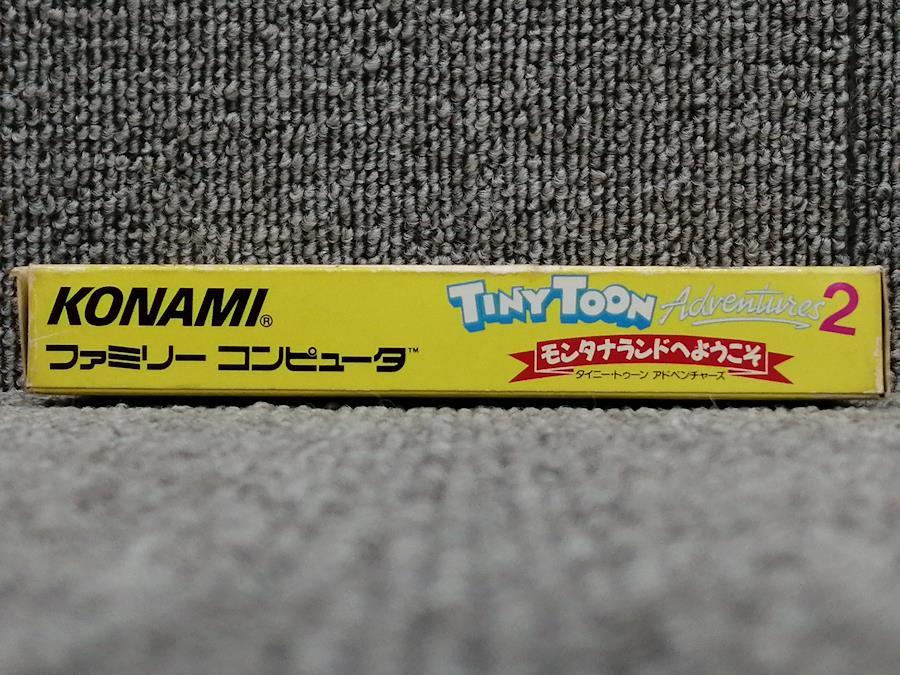 KONAMI®
ファミリー コンピュータ™
TINY TOON Adventures 2
モンタナランドへようこそ
タイニー・トゥーン アドベンチャーズ